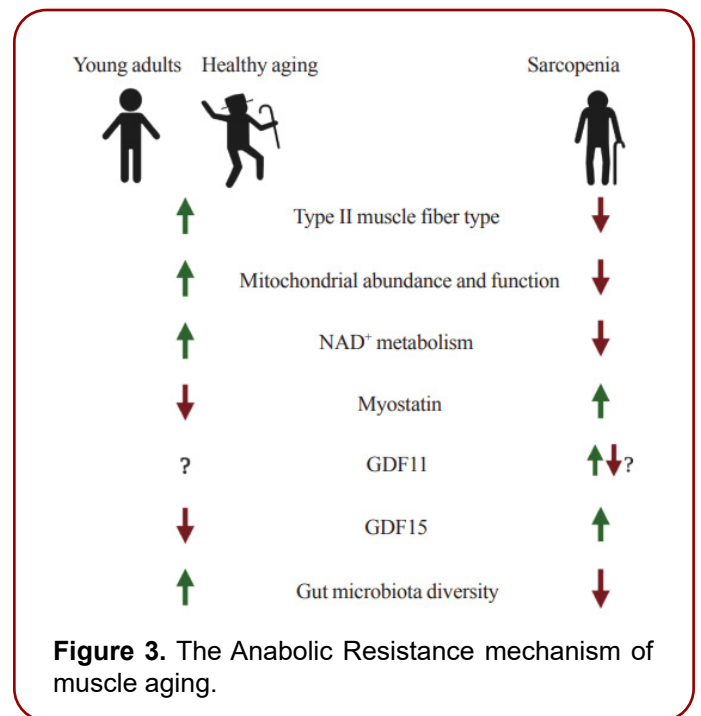 Young adults Healthy aging Sarcopenia
Type II muscle fiber type
Mitochondrial abundance and function
NAD⁺ metabolism
Myostatin
? GDF11 ?
GDF15
Gut microbiota diversity
Figure 3. The Anabolic Resistance mechanism of
muscle aging.